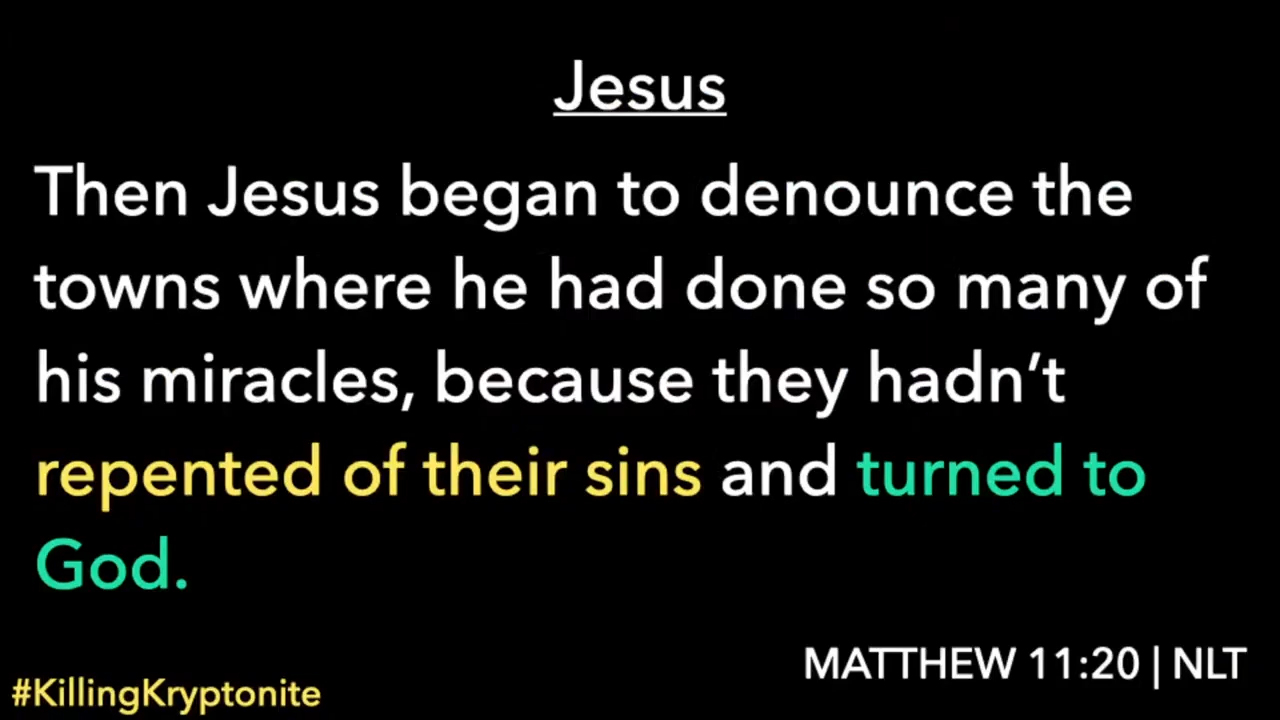 Jesus
Then Jesus began to denounce the
towns where he had done so many of
his miracles, because they hadn’t
repented of their sins and turned to
God.
MATTHEW 11:20 | NLT
#KillingKryptonite